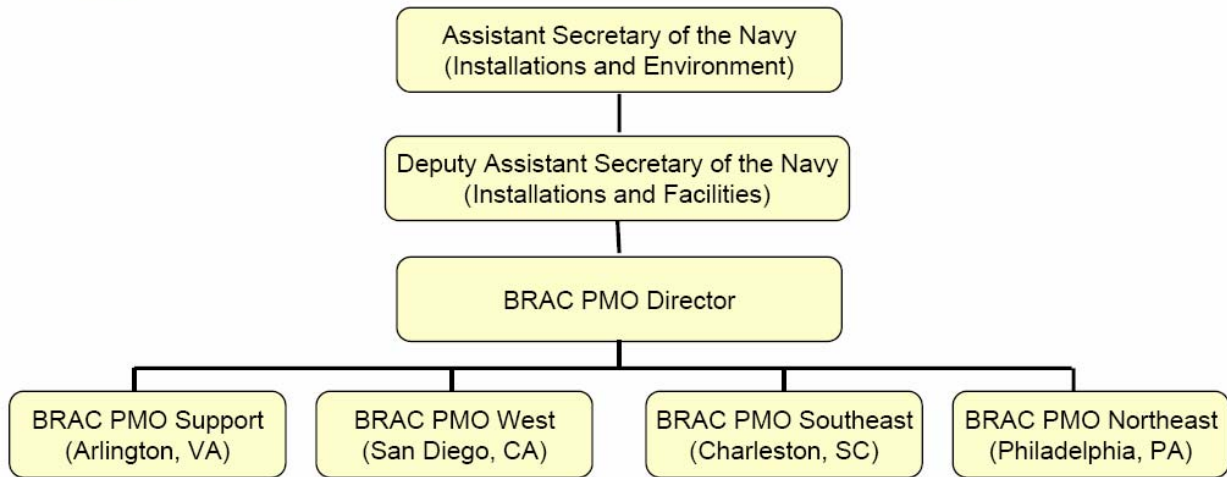 Assistant Secretary of the Navy
(Installations and Environment)
Deputy Assistant Secretary of the Navy
(Installations and Facilities)
BRAC PMO Director
BRAC PMO Support
(Arlington, VA)
BRAC PMO West
(San Diego, CA)
BRAC PMO Southeast
(Charleston, SC)
BRAC PMO Northeast
(Philadelphia, PA)